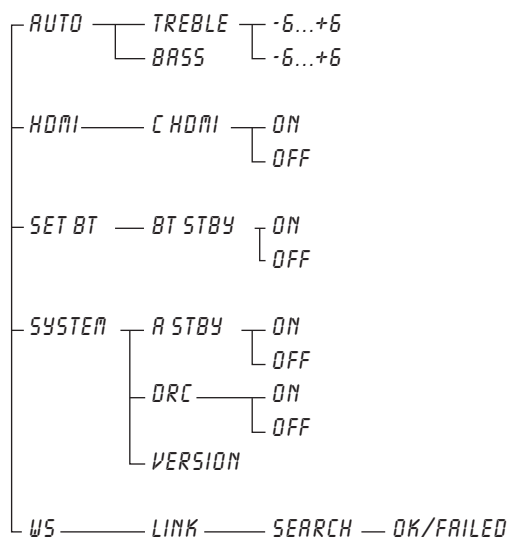 AUTO TREBLE -6...+6
BASS -6...+6
HDMI C HDMI ON
OFF
SET BT BT STBY ON
OFF
SYSTEM A STBY ON
OFF
DRC ON
OFF
VERSION
WS LINK SEARCH OK/FAILED